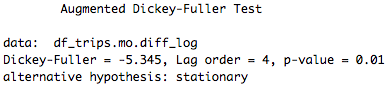 Augmented Dickey-Fuller Test
data:  df_trips.mo.diff_log
Dickey-Fuller = -5.345, Lag order = 4, p-value = 0.01
alternative hypothesis: stationary